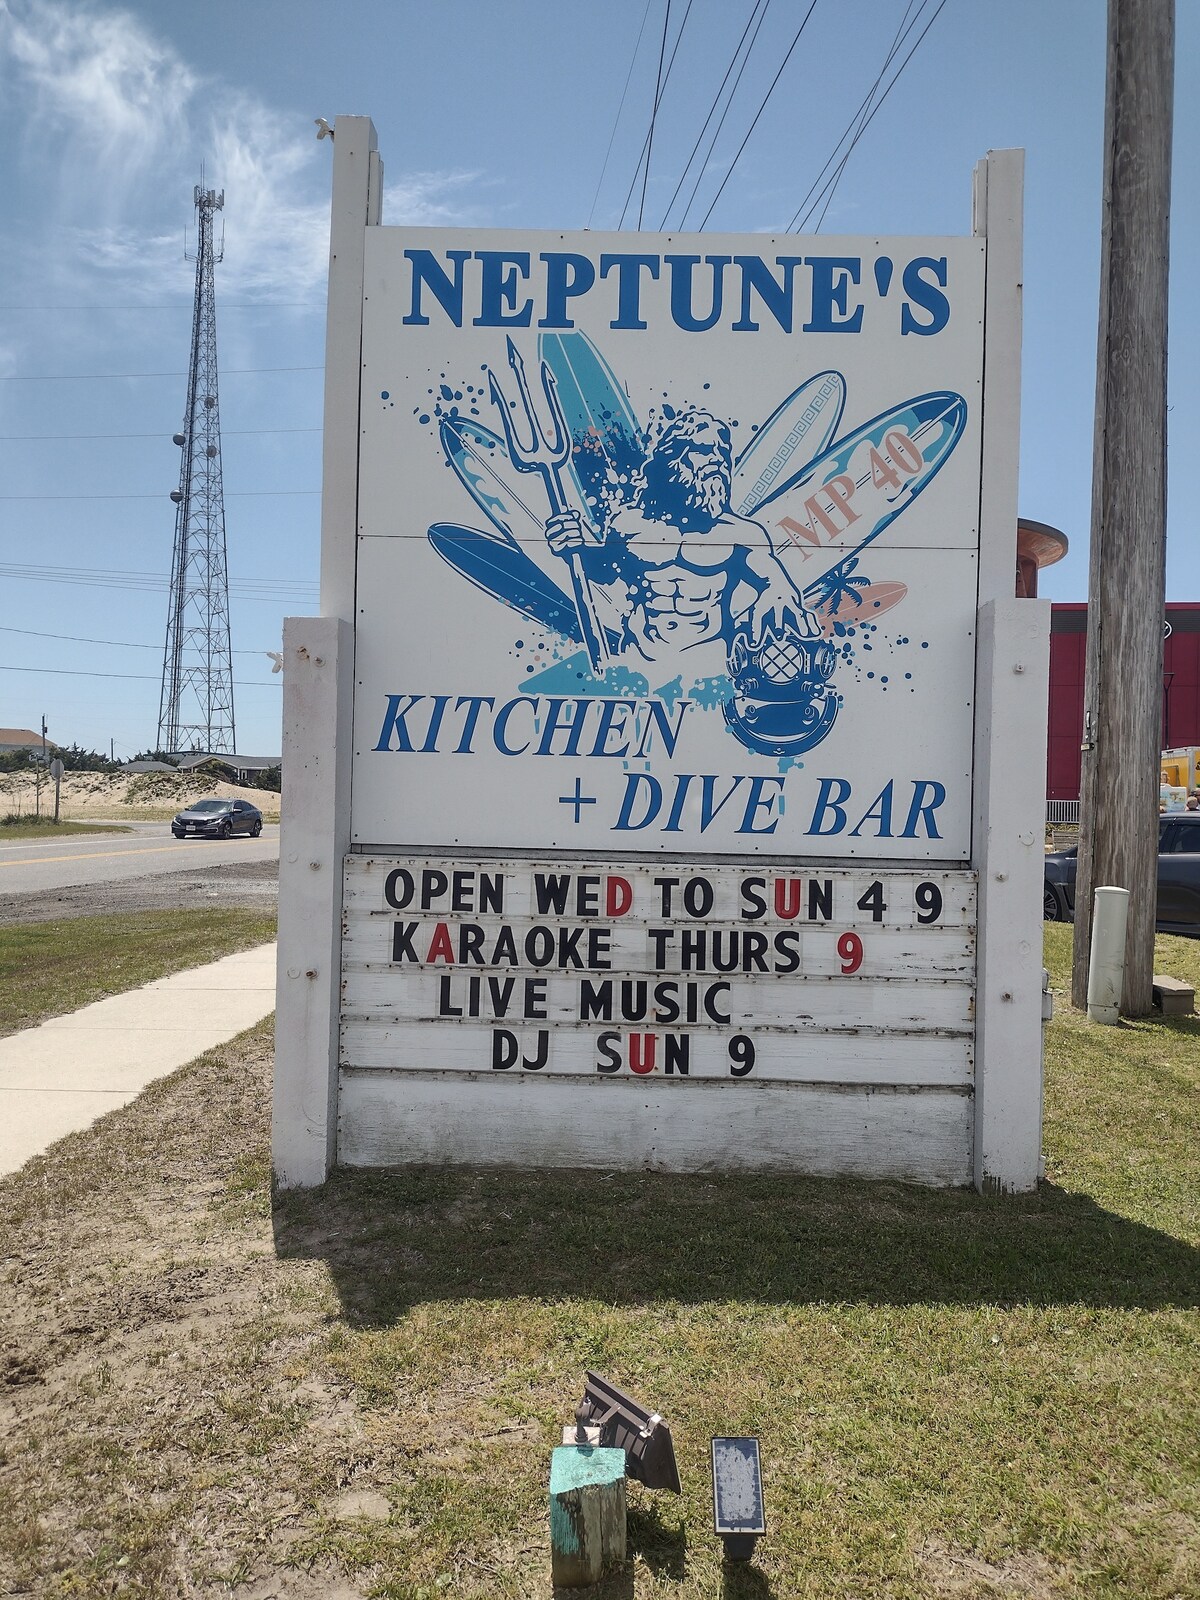 NEPTUNE'S
MP 40
KITCHEN
+ DIVE BAR
OPEN WED TO SUN 4 9
KARAOKE THURS 9
LIVE MUSIC
DJ SUN 9